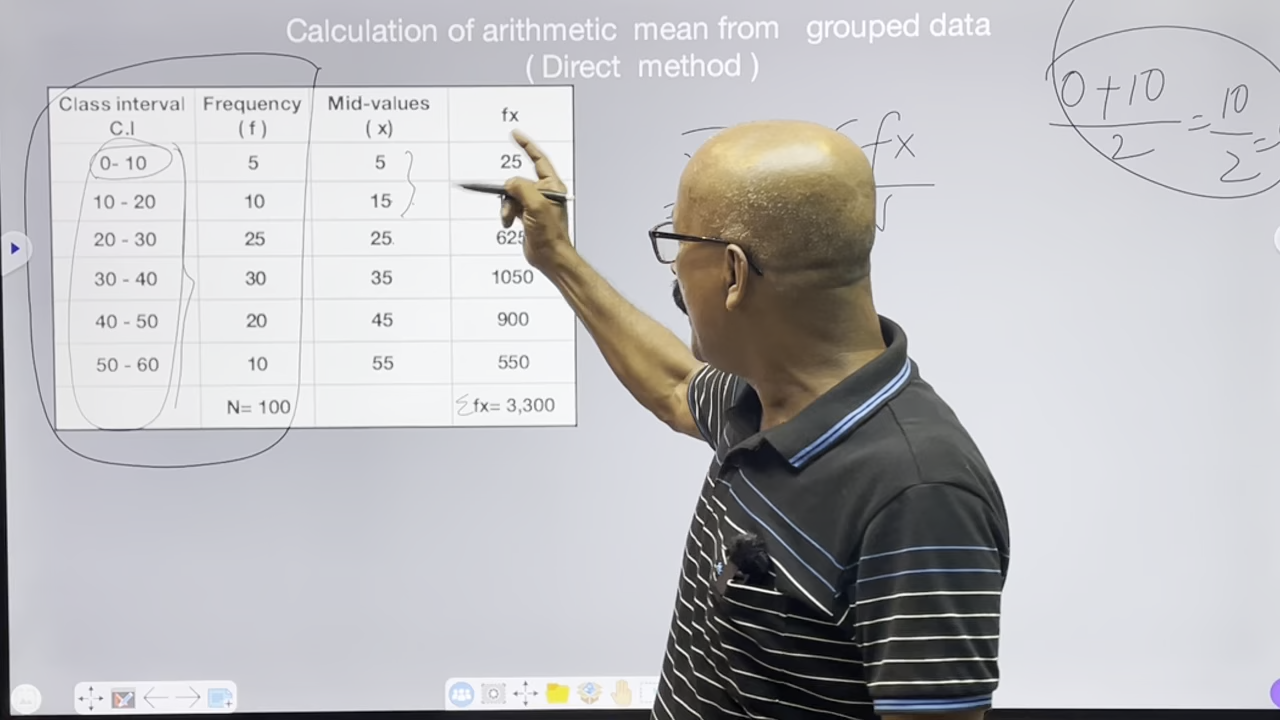 Calculation of arithmetic mean from grouped data
( Direct method )
Class interval C.I Frequency ( f ) Mid-values ( x ) fx
0- 10 5 5 25
10 - 20 10 15
20 - 30 25 25 625
30 - 40 30 35 1050
40 - 50 20 45 900
50 - 60 10 55 550
N= 100 Σfx= 3,300
fx
0+10
2
=
10
2
=